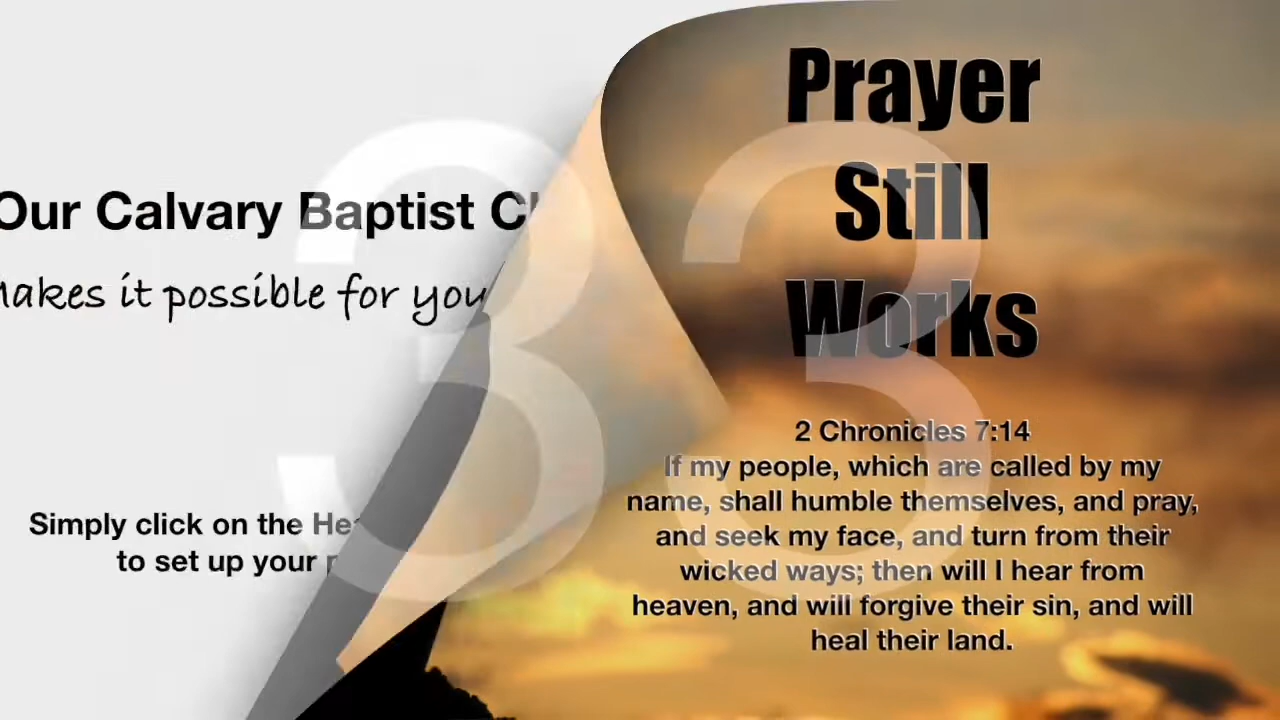 Our Calvary Baptist
Makes it possible for you
Simply click on the
to set up your
33
Prayer
Still
Works
2 Chronicles 7:14
If my people, which are called by my
name, shall humble themselves, and pray,
and seek my face, and turn from their
wicked ways; then will I hear from
heaven, and will forgive their sin, and will
heal their land.